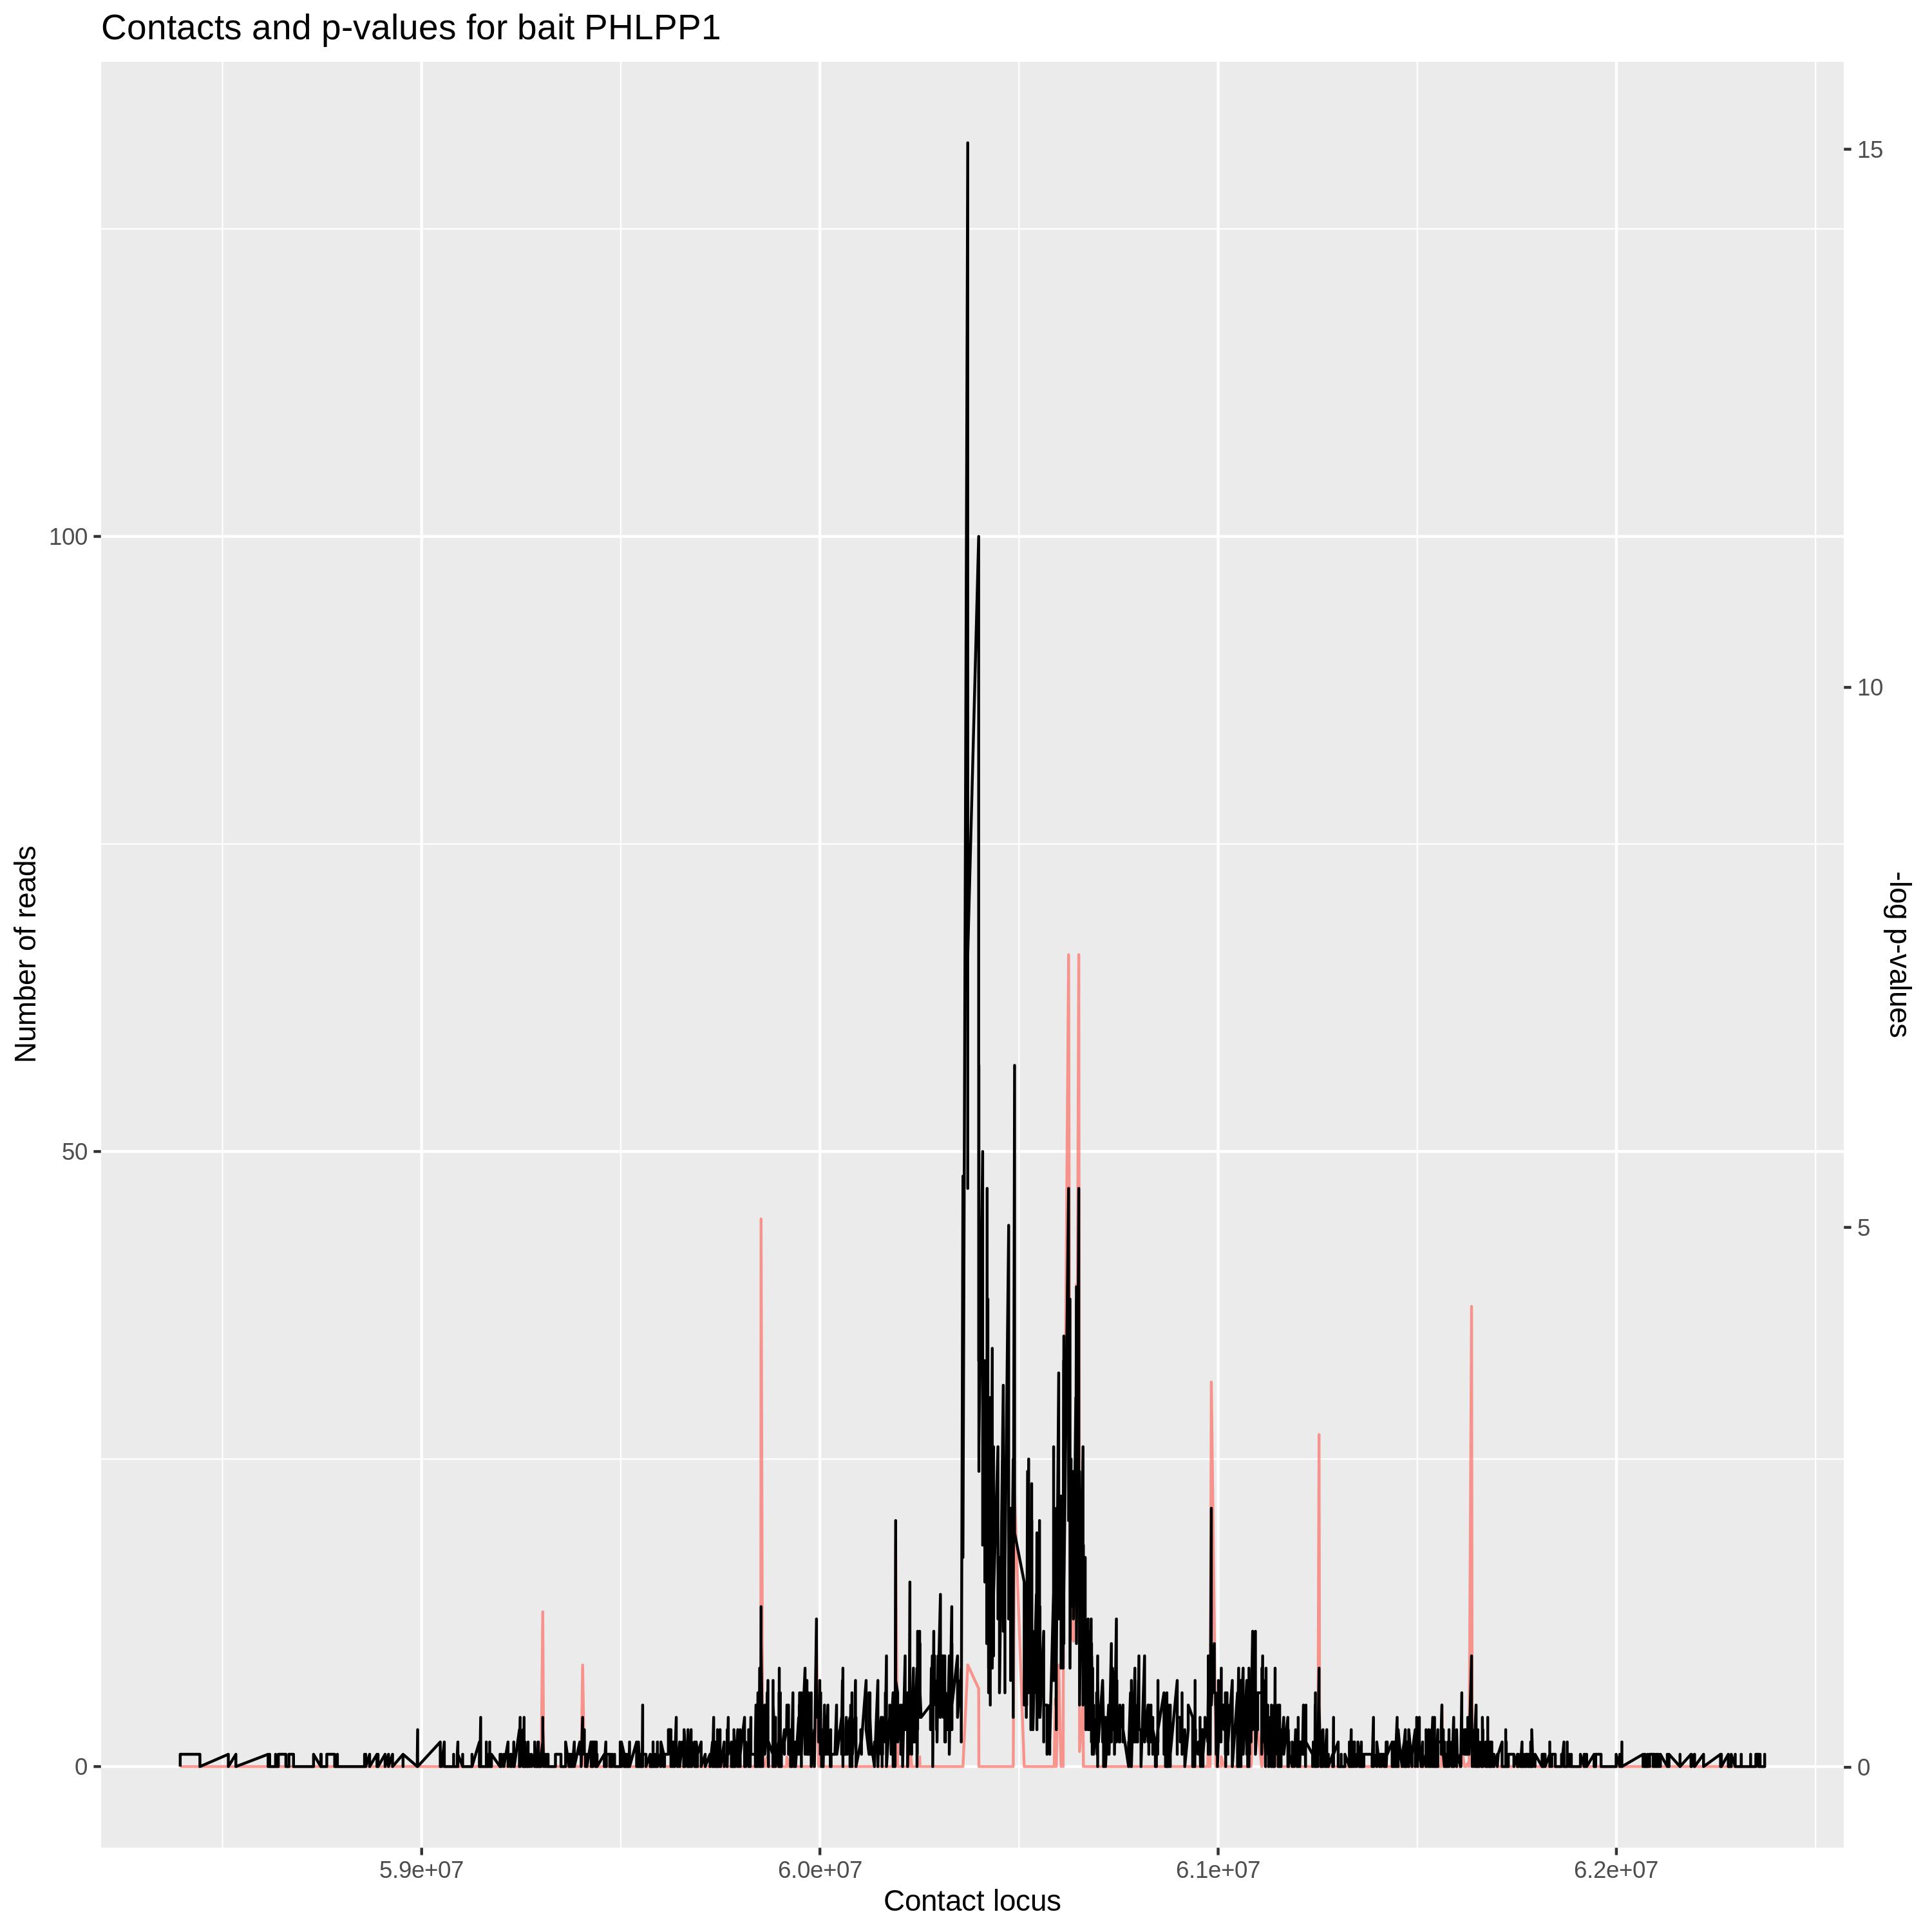 Contacts and p-values for bait PHLPP1
15
100
10
Number of reads
-log p-values
50
5
0
0
5.9e+07
6.0e+07
6.1e+07
6.2e+07
Contact locus